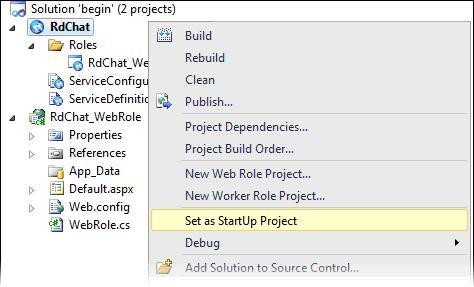 Solution 'begin' (2 projects)
RdChat
Roles
RdChat_We
ServiceConfigu
ServiceDefinitio
RdChat_WebRole
Properties
References
App_Data
Default.aspx
Web.config
WebRole.cs
Build
Rebuild
Clean
Publish...
Project Dependencies...
Project Build Order...
New Web Role Project...
New Worker Role Project...
Set as StartUp Project
Debug
Add Solution to Source Control...